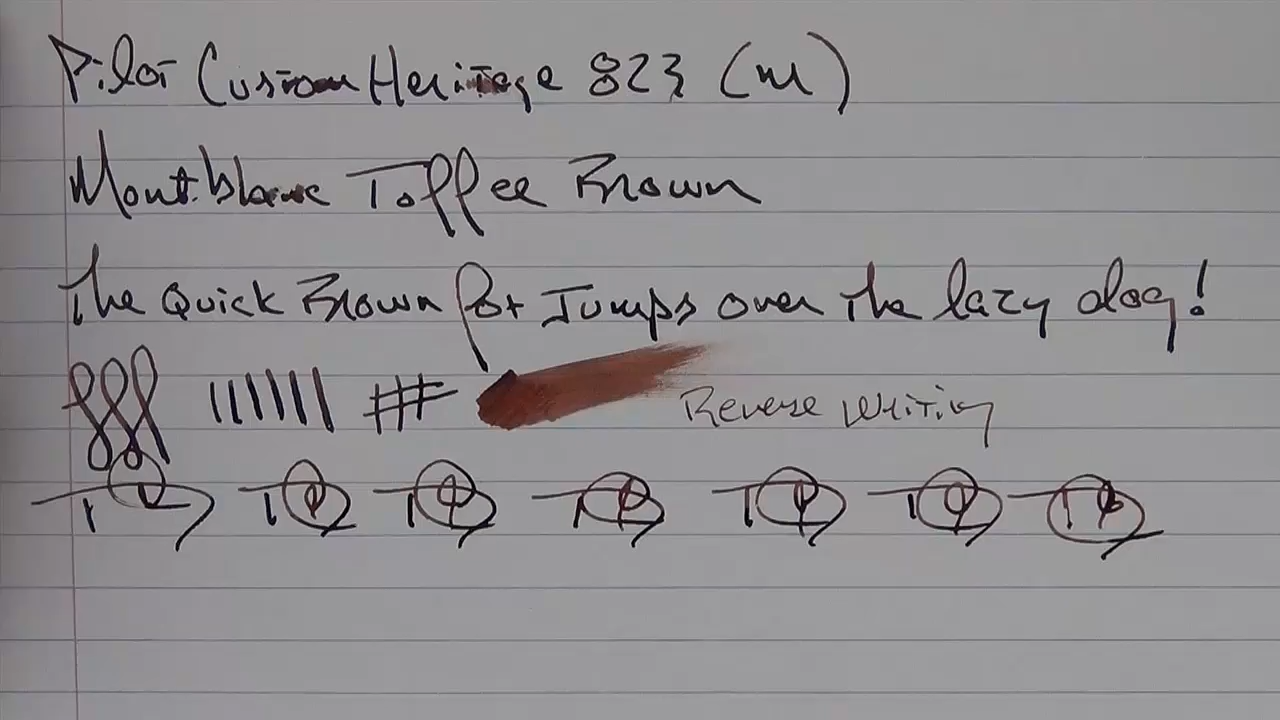 Pilot Custom Heritage 823 (M)
Montblanc Toffee Brown
The Quick Brown Fox Jumps over The lazy dog!
Reverse Writing